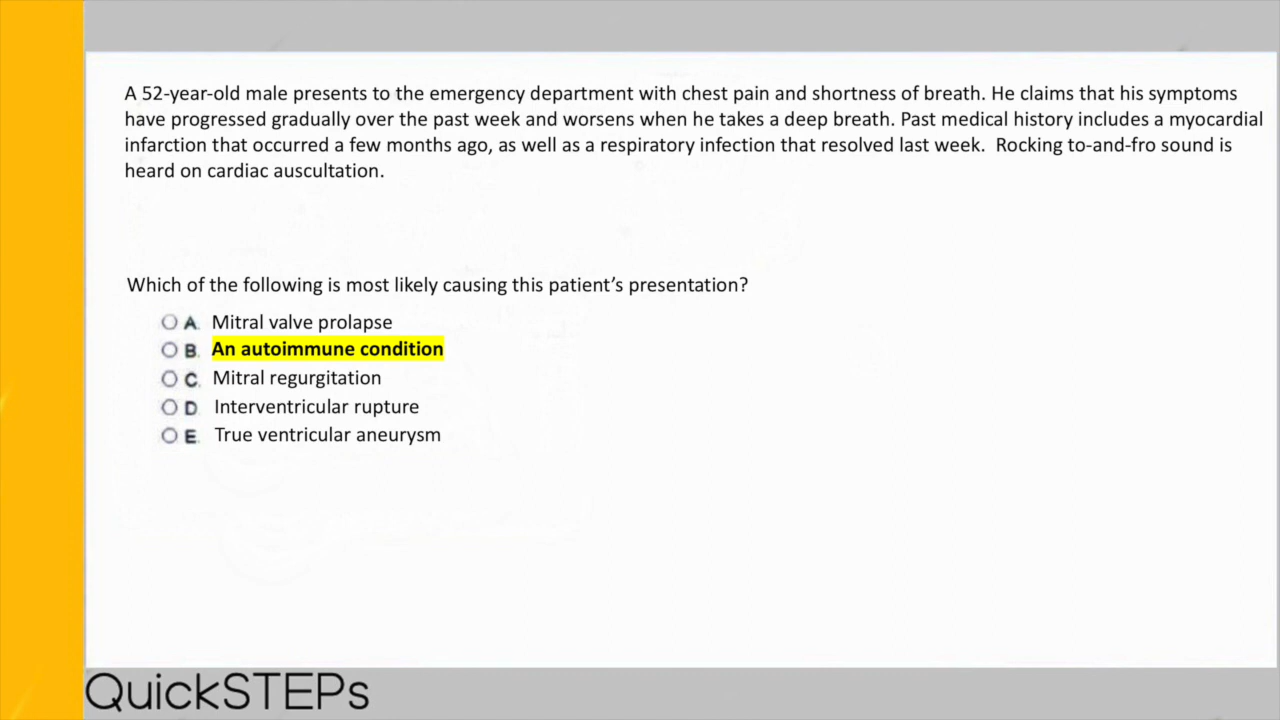 A 52-year-old male presents to the emergency department with chest pain and shortness of breath. He claims that his symptoms
have progressed gradually over the past week and worsens when he takes a deep breath. Past medical history includes a myocardial
infarction that occurred a few months ago, as well as a respiratory infection that resolved last week. Rocking to-and-fro sound is
heard on cardiac auscultation.
Which of the following is most likely causing this patient’s presentation?
A. Mitral valve prolapse
B. An autoimmune condition
C. Mitral regurgitation
D. Interventricular rupture
E. True ventricular aneurysm
QuickSTEPs